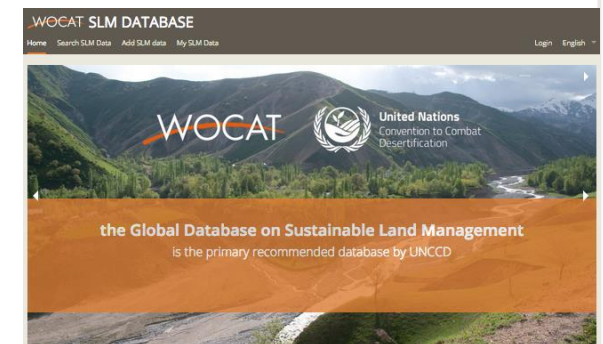 WOCAT SLM DATABASE
Home Search SLM Data Add SLM data My SLM Data Login English
WOCAT
United Nations
Convention to Combat
Desertification
the Global Database on Sustainable Land Management
is the primary recommended database by UNCCD